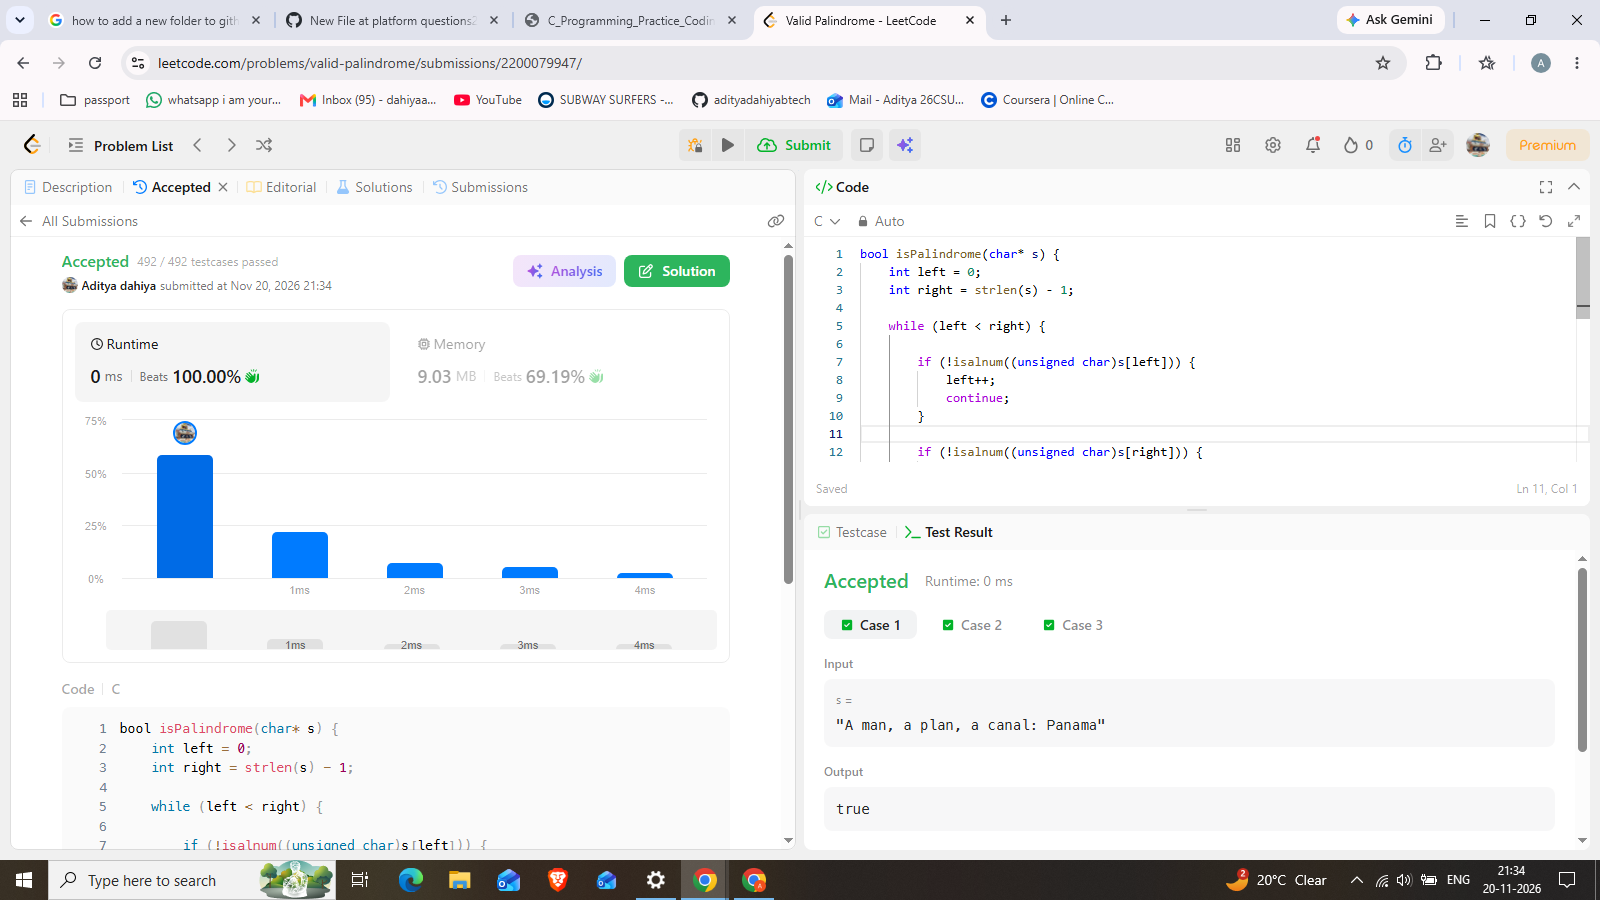 how to add a new folder to gith
New File at platform questions2
C_Programming_Practice_Codin
Valid Palindrome - LeetCode
Ask Gemini
leetcode.com/problems/valid-palindrome/submissions/2200079947/
A
passport
whatsapp i am your...
Inbox (95) - dahiyaa...
YouTube
SUBWAY SURFERS -...
adityadahiyabtech
Mail - Aditya 26CSU...
Coursera | Online C...
Problem List
Submit
0
Premium
Description
Accepted
Editorial
Solutions
Submissions
All Submissions
Accepted 492 / 492 testcases passed
Aditya dahiya submitted at Nov 20, 2026 21:34
Analysis
Solution
Runtime
0 ms | Beats 100.00%
Memory
9.03 MB | Beats 69.19%
75%
50%
25%
0%
1ms 2ms 3ms 4ms
1ms 2ms 3ms 4ms
Code | C
1 bool isPalindrome(char* s) {
2 int left = 0;
3 int right = strlen(s) - 1;
4
5 while (left < right) {
6
7 if (!isalnum((unsigned char)s[left])) {
</> Code
C
Auto
1 bool isPalindrome(char* s) {
2 int left = 0;
3 int right = strlen(s) - 1;
4
5 while (left < right) {
6
7 if (!isalnum((unsigned char)s[left])) {
8 left++;
9 continue;
10 }
11
12 if (!isalnum((unsigned char)s[right])) {
Saved
Ln 11, Col 1
Testcase
Test Result
Accepted Runtime: 0 ms
Case 1
Case 2
Case 3
Input
s =
"A man, a plan, a canal: Panama"
Output
true
Type here to search
2
20°C Clear
ENG
21:34
20-11-2026